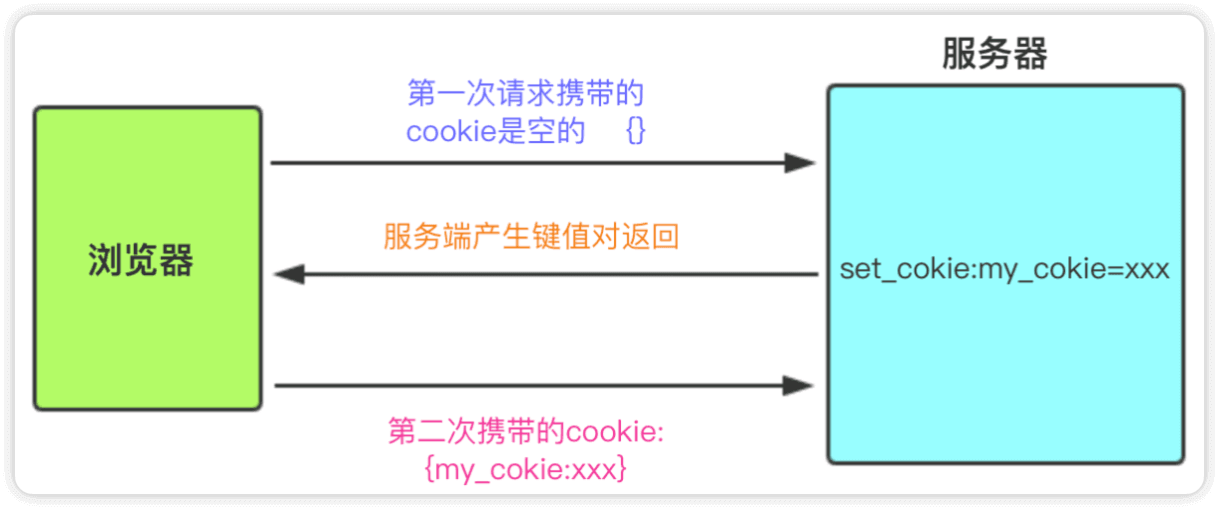 服务器
第一次请求携带的
cookie是空的 {}
浏览器
服务端产生键值对返回
set_cokie:my_cokie=xxx
第二次携带的cookie:
{my_cokie:xxx}